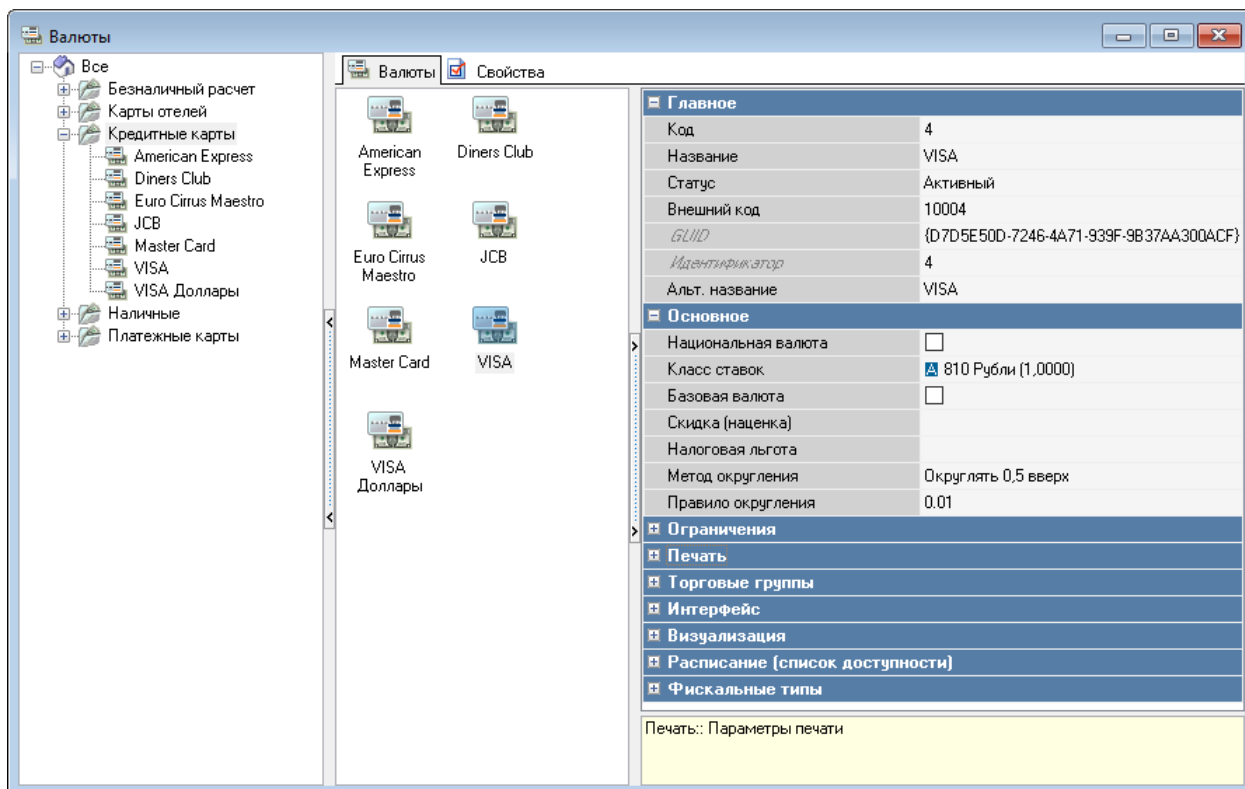 Валюты
Все
Безналичный расчет
Карты отелей
Кредитные карты
American Express
Diners Club
Euro Cirrus Maestro
JCB
Master Card
VISA
VISA Доллары
Наличные
Платежные карты
Валюты Свойства
American Express
Diners Club
Euro Cirrus Maestro
JCB
Master Card
VISA
VISA Доллары
Главное
Код 4
Название VISA
Статус Активный
Внешний код 10004
GUID {D7D5E50D-7246-4A71-939F-9B37AA300ACF}
Идентификатор 4
Альт. название VISA
Основное
Национальная валюта
Класс ставок A 810 Рубли (1,0000)
Базовая валюта
Скидка (наценка)
Налоговая льгота
Метод округления Округлять 0,5 вверх
Правило округления 0.01
Ограничения
Печать
Торговые группы
Интерфейс
Визуализация
Расписание (список доступности)
Фискальные типы
Печать:: Параметры печати